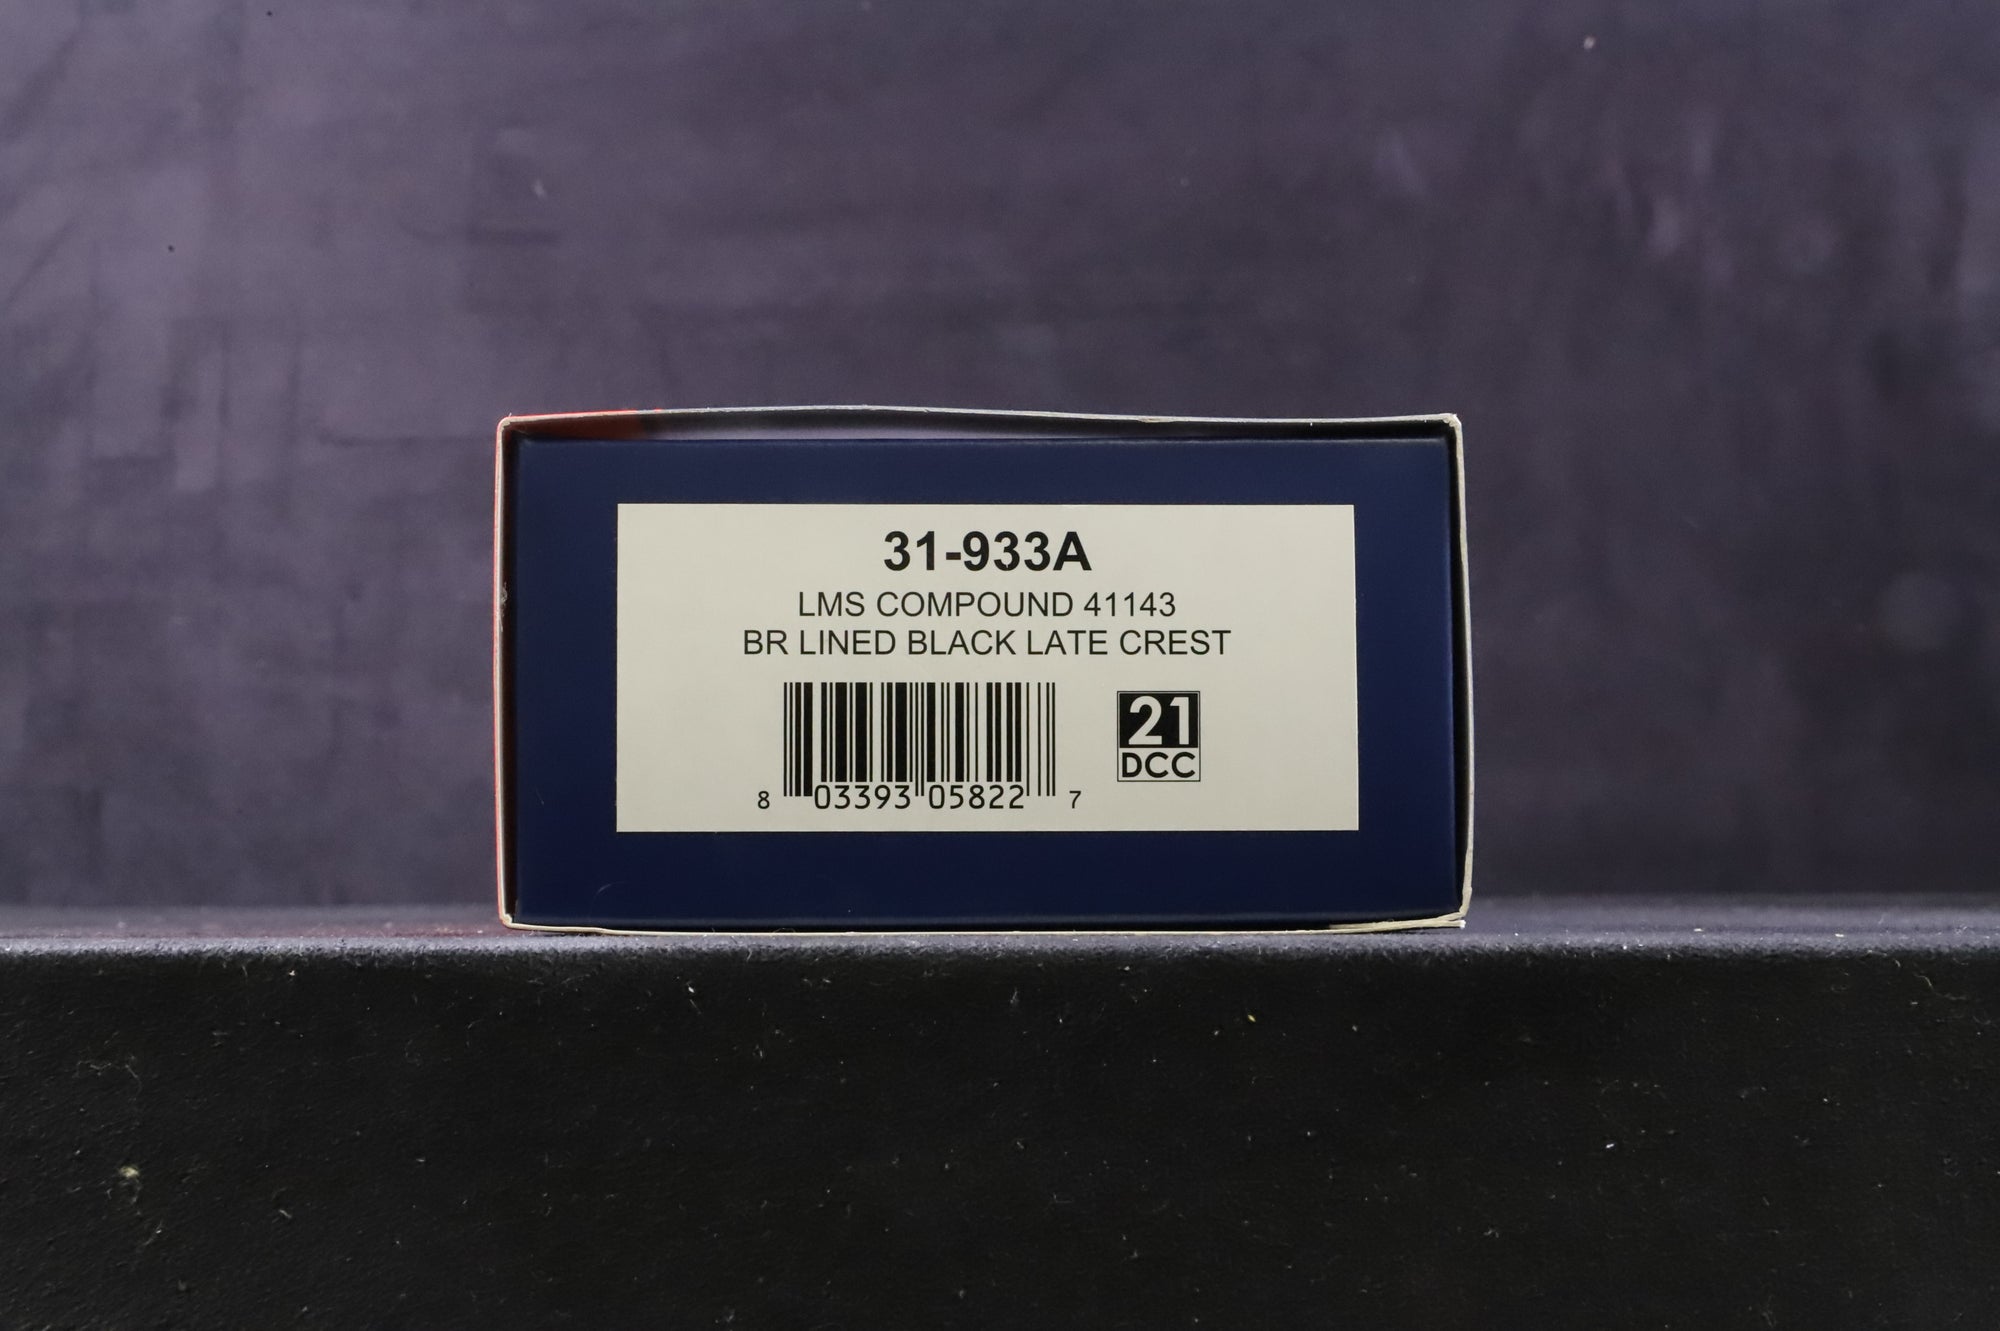 31-933A
LMS COMPOUND 41143
BR LINED BLACK LATE CREST
21
DCC
8 03393 05822 7